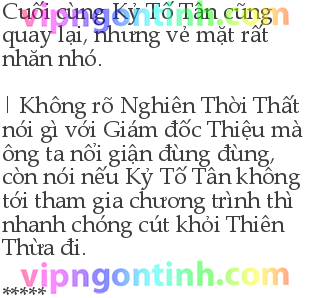 Cuối cùng Kỷ Tố Tân cũng
vipngontinh.com
quay lại, nhưng vẻ mặt rất
nhăn nhó.
| Không rõ Nghiên Thời Thất
nói gì với Giám đốc Thiệu mà
ông ta nổi giận đùng đùng,
còn nói nếu Kỷ Tố Tân không
tới tham gia chương trình thì
nhanh chóng cút khỏi Thiên
Thừa đi.
vipngontinh.com
*****